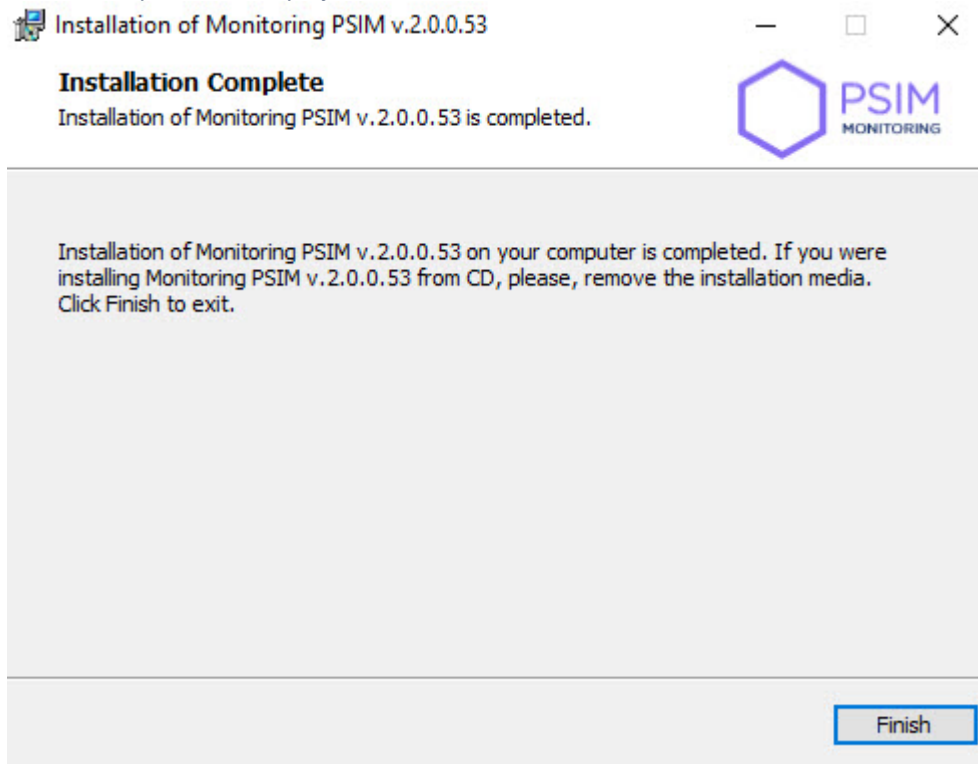 Installation of Monitoring PSIM v.2.0.0.53
Installation Complete
Installation of Monitoring PSIM v.2.0.0.53 is completed.
PSIM
MONITORING
Installation of Monitoring PSIM v.2.0.0.53 on your computer is completed. If you were
installing Monitoring PSIM v.2.0.0.53 from CD, please, remove the installation media.
Click Finish to exit.
Finish